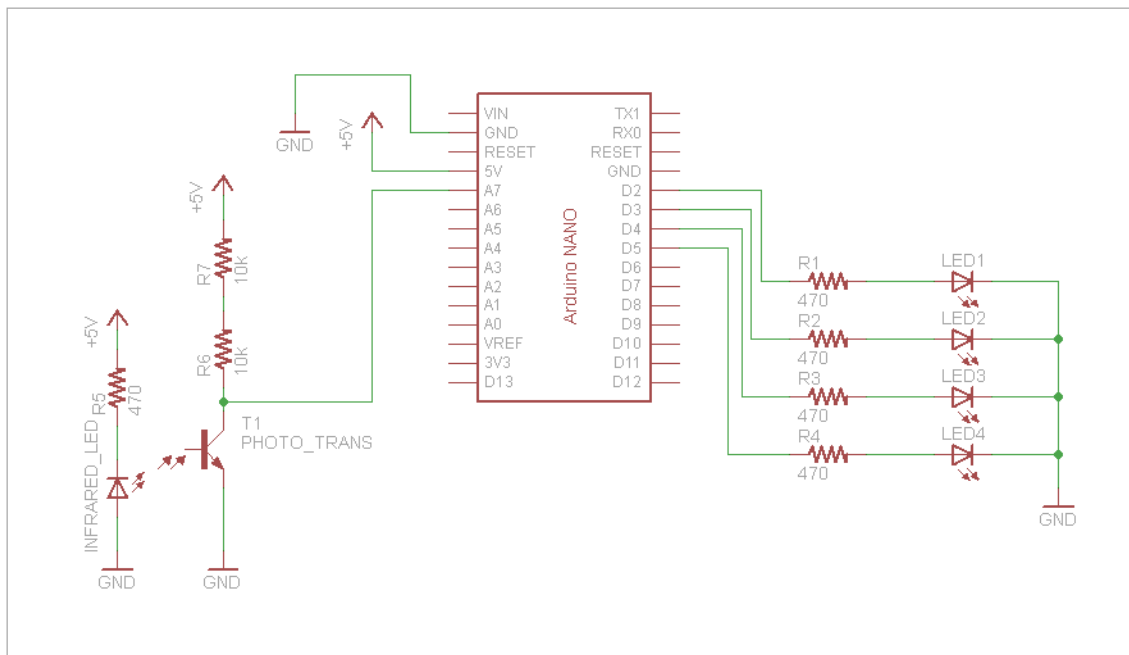 VIN
GND
RESET
5V
A7
A6
A5
A4
A3
A2
A1
A0
VREF
3V3
D13
Arduino NANO
TX1
RX0
RESET
GND
D2
D3
D4
D5
D6
D7
D8
D9
D10
D11
D12
GND
+5V
+5V
R7
10k
R6
10k
+5V
R5
470
INFRARED_LED
GND
T1
PHOTO_TRANS
GND
R1
470
LED1
R2
470
LED2
R3
470
LED3
R4
470
LED4
GND